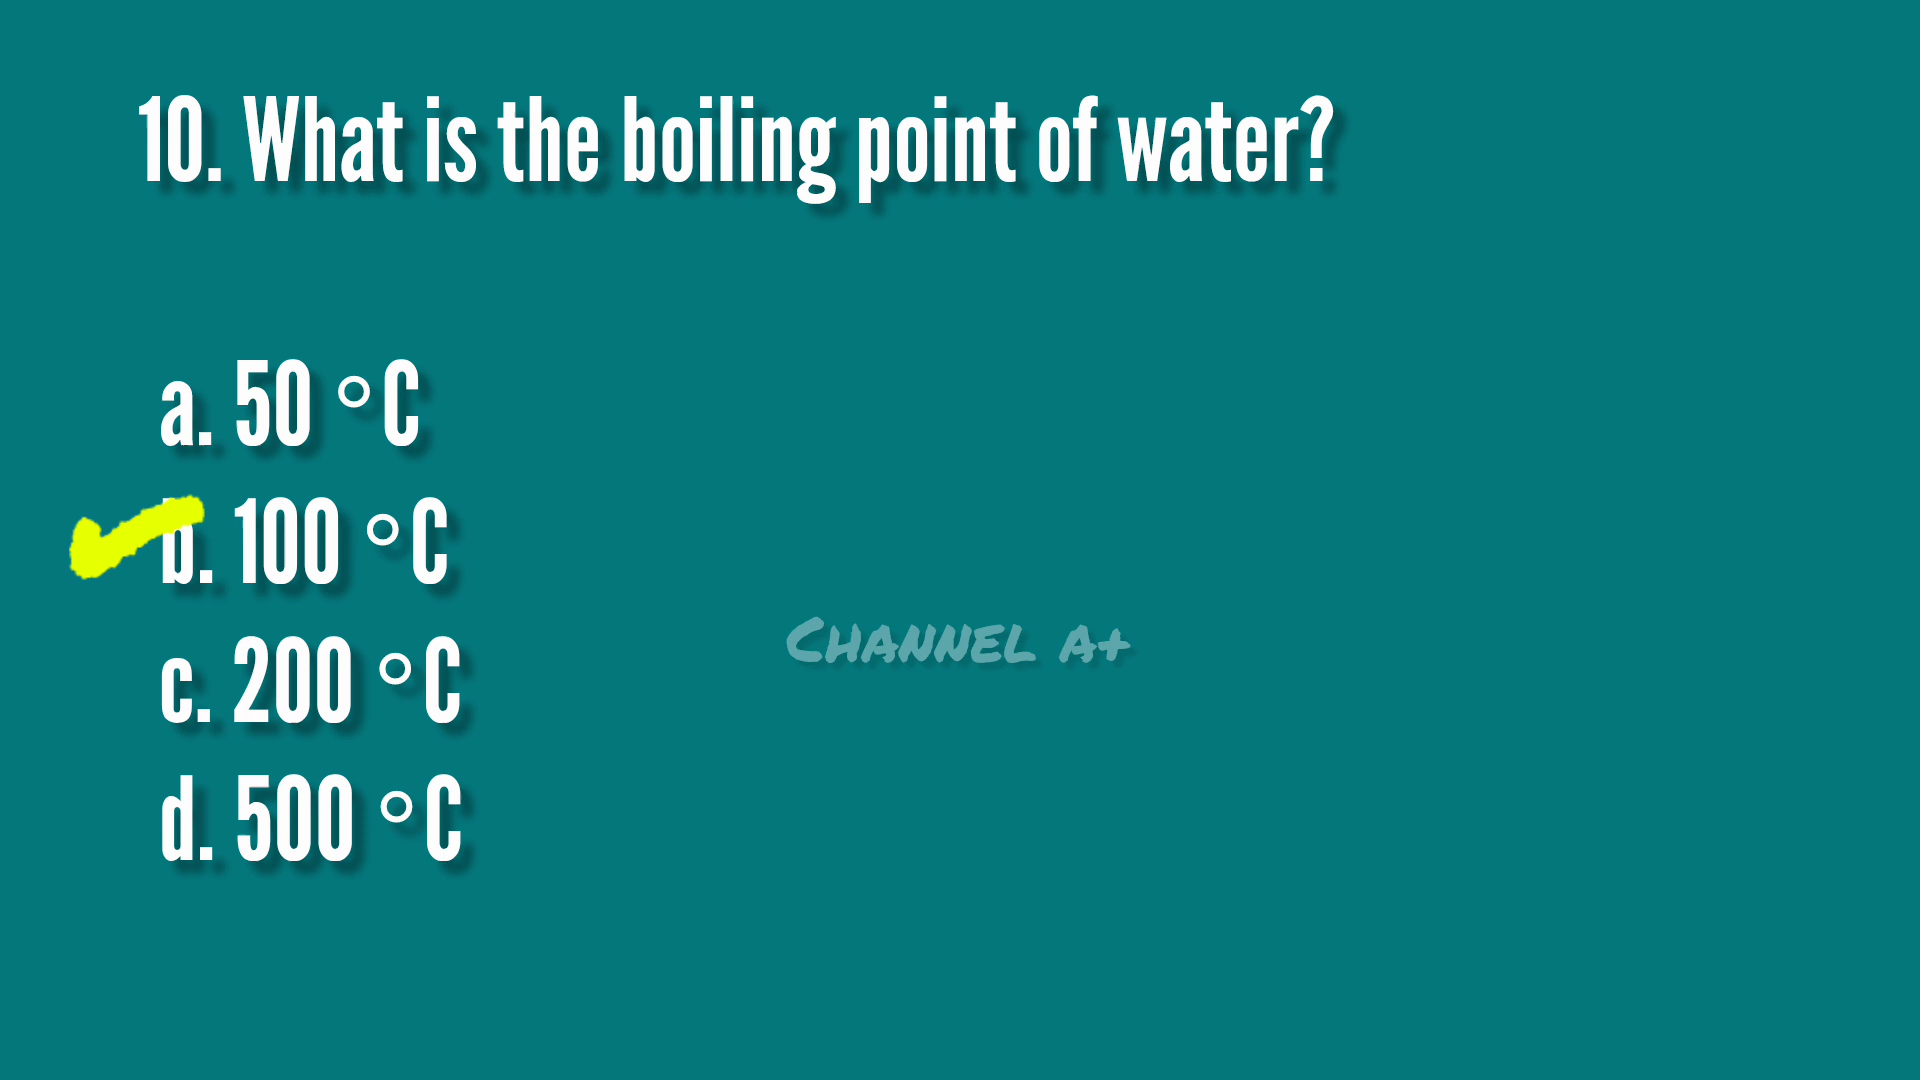 10. What is the boiling point of water?
a. 50 °C
b. 100 °C
c. 200 °C
d. 500 °C
CHANNEL A+